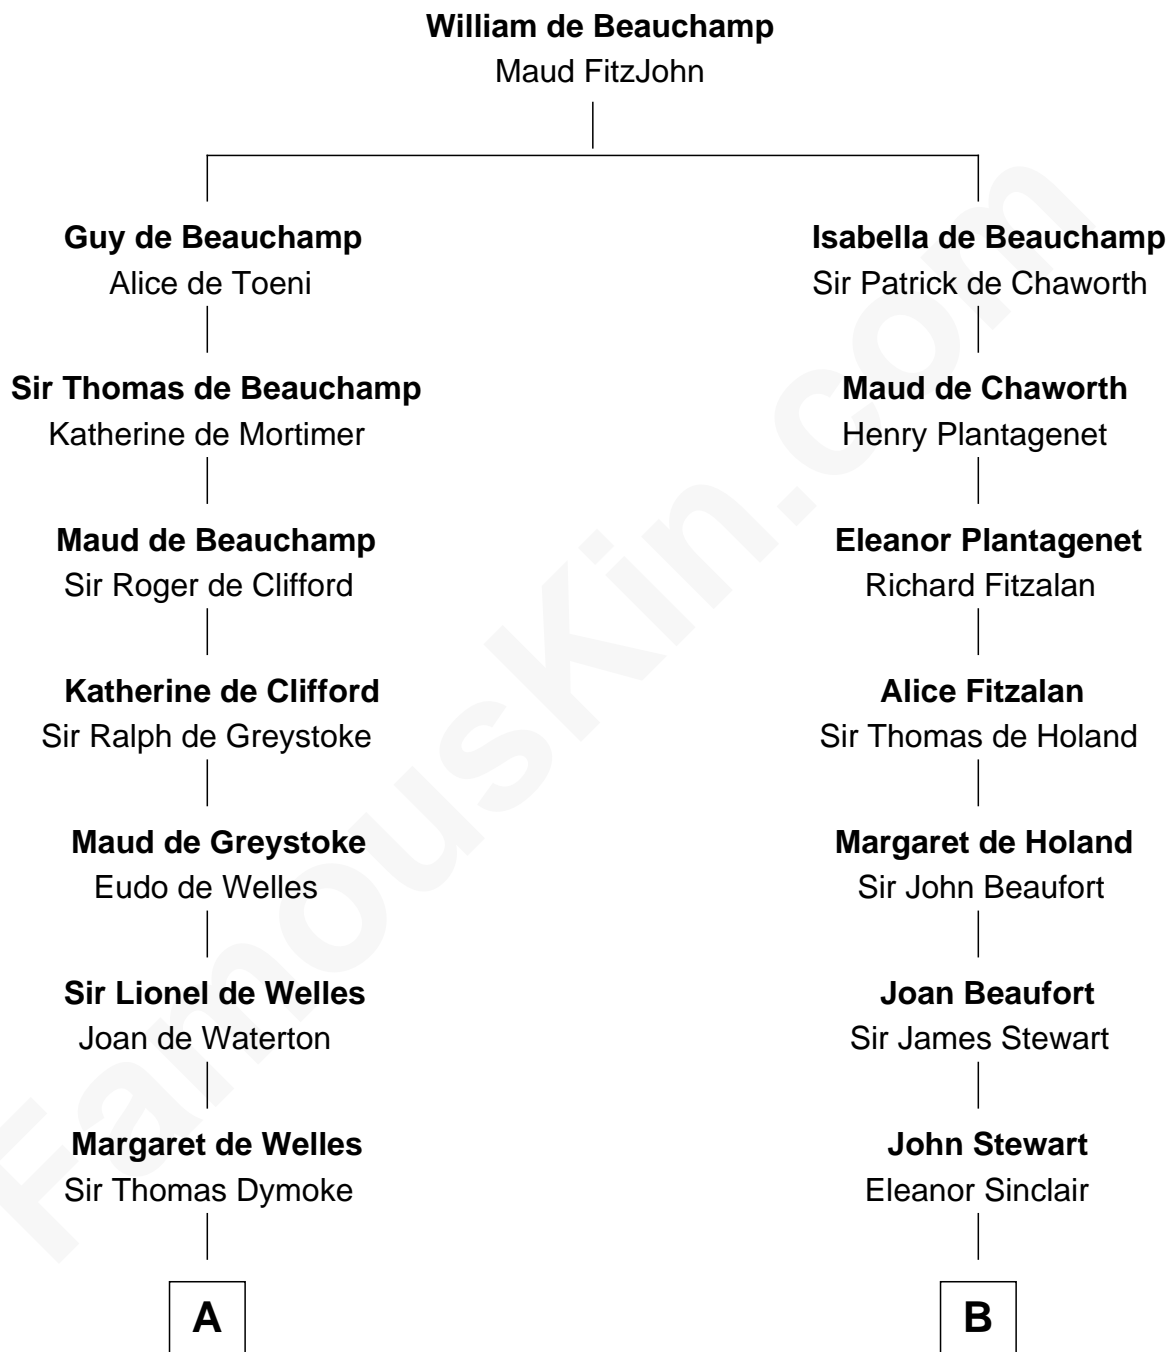 William de Beauchamp
Maud FitzJohn
Guy de Beauchamp
Alice de Toeni
Isabella de Beauchamp
Sir Patrick de Chaworth
Sir Thomas de Beauchamp
Katherine de Mortimer
Maud de Chaworth
Henry Plantagenet
Maud de Beauchamp
Sir Roger de Clifford
Eleanor Plantagenet
Richard Fitzalan
Katherine de Clifford
Sir Ralph de Greystoke
Alice Fitzalan
Sir Thomas de Holand
Maud de Greystoke
Eudo de Welles
Margaret de Holand
Sir John Beaufort
Sir Lionel de Welles
Joan de Waterton
Joan Beaufort
Sir James Stewart
Margaret de Welles
Sir Thomas Dymoke
John Stewart
Eleanor Sinclair
A
B
FamousKin.com